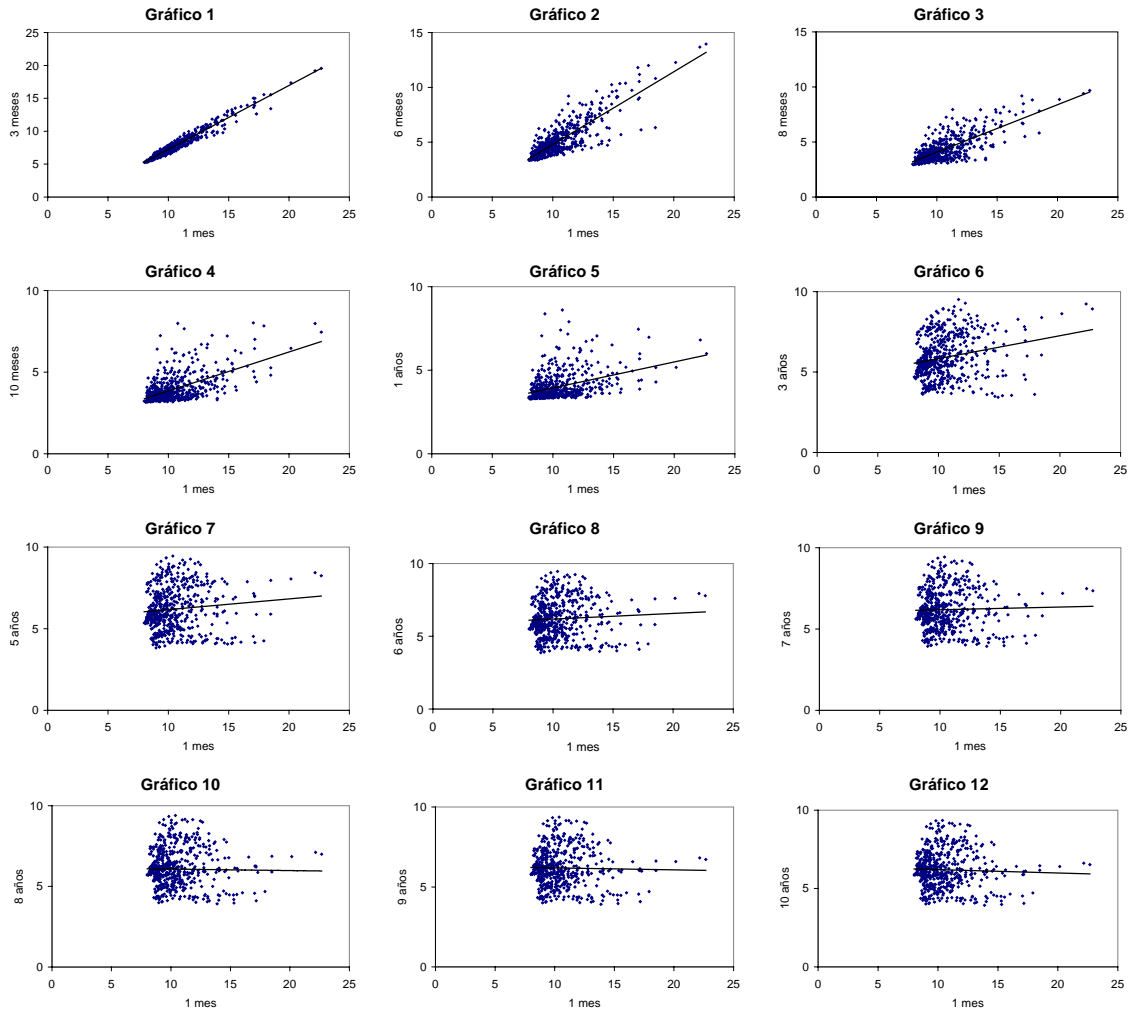 Gráfico 1
25
20
15
10
5
0
3 meses
0 5 10 15 20 25
1 mes
Gráfico 2
15
10
5
0
6 meses
0 5 10 15 20 25
1 mes
Gráfico 3
15
10
5
0
8 meses
0 5 10 15 20 25
1 mes
Gráfico 4
10
5
0
10 meses
0 5 10 15 20 25
1 mes
Gráfico 5
10
5
0
1 años
0 5 10 15 20 25
1 mes
Gráfico 6
10
5
0
3 años
0 5 10 15 20 25
1 mes
Gráfico 7
10
5
0
5 años
0 5 10 15 20 25
1 mes
Gráfico 8
10
5
0
6 años
0 5 10 15 20 25
1 mes
Gráfico 9
10
5
0
7 años
0 5 10 15 20 25
1 mes
Gráfico 10
10
5
0
8 años
0 5 10 15 20 25
1 mes
Gráfico 11
10
5
0
9 años
0 5 10 15 20 25
1 mes
Gráfico 12
10
5
0
10 años
0 5 10 15 20 25
1 mes